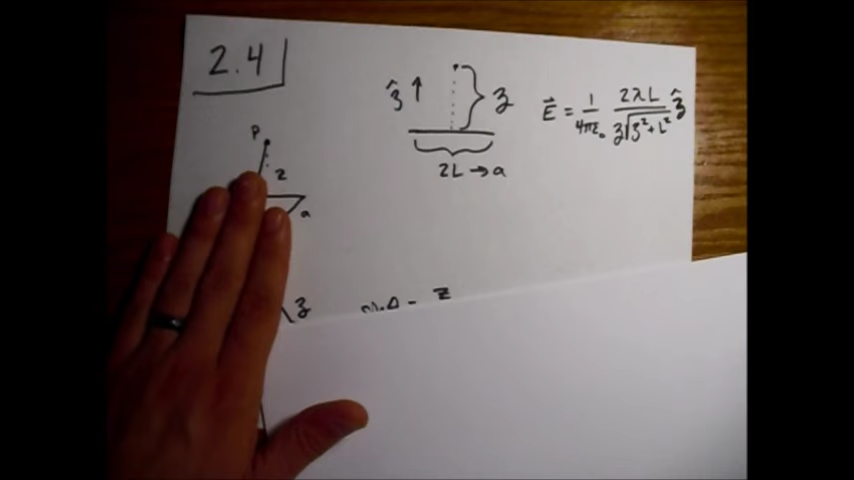 2.4
ẑ ↑
z
2L → a
E⃗ = 1/4πε₀ 2λL/z√z²+L² ẑ
P
z
a
z
z